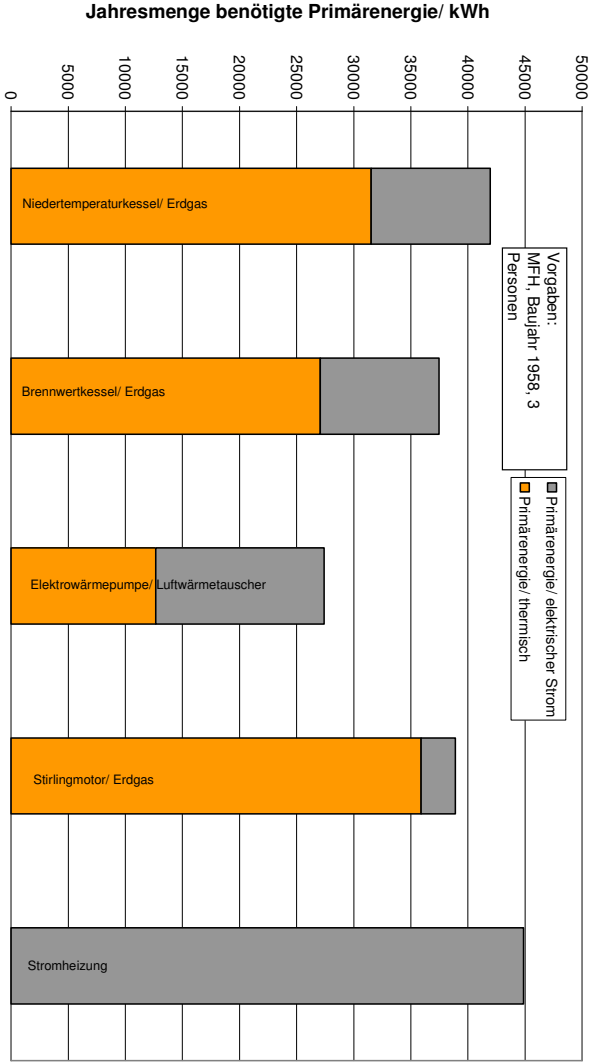 Jahresmenge benötigte Primärenergie/ kWh
50000
45000
40000
35000
30000
25000
20000
15000
10000
5000
0
Vorgaben:
MFH, Baujahr 1958, 3
Personen
Primärenergie/ elektrischer Strom
Primärenergie/ thermisch
Niedertemperaturkessel/ Erdgas
Brennwertkessel/ Erdgas
Elektrowärmepumpe/ Luftwärmetauscher
Stirlingmotor/ Erdgas
Stromheizung